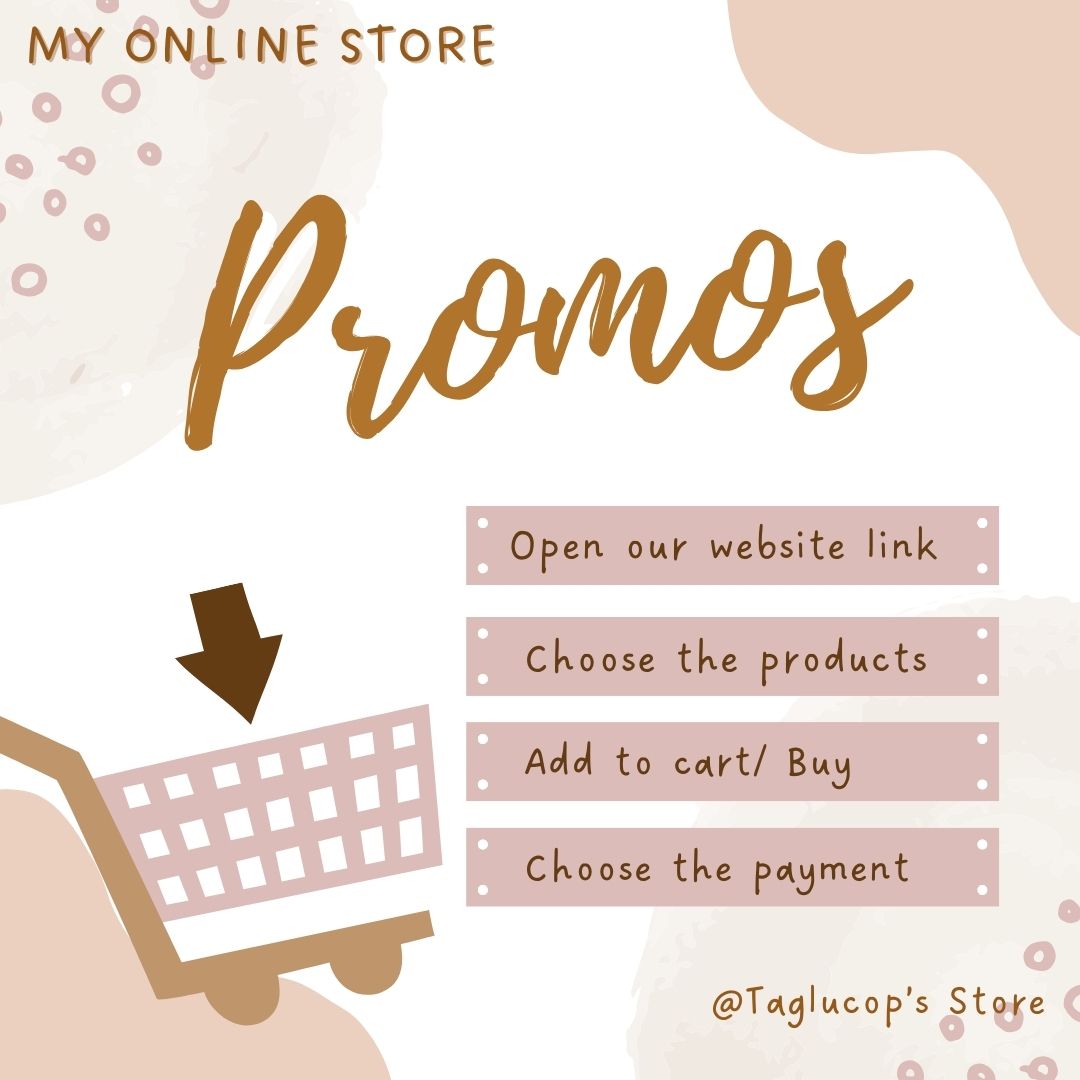 MY ONLINE STORE
Promos
Open our website link
Choose the products
Add to cart/ Buy
Choose the payment
@Taglucop's Store